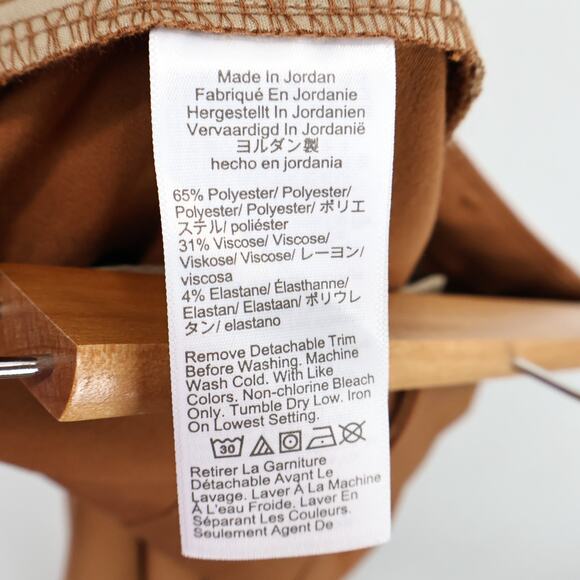 Made In Jordan
Fabriqué En Jordanie
Hergestellt In Jordanien
Vervaardigd In Jordanië
ヨルダン製
hecho en jordania
65% Polyester/ Polyester/
Polyester/ Polyester/ ポリエ
ステル/ poliéster
31% Viscose/ Viscose/
Viskose/ Viscose/ レーヨン/
viscosa
4% Elastane/ Élasthanne/
Elastan/ Elastaan/ ポリウレ
タン/ elastano
Remove Detachable Trim
Before Washing. Machine
Wash Cold. With Like
Colors. Non-chlorine Bleach
Only. Tumble Dry Low. Iron
On Lowest Setting.
30
Retirer La Garniture
Détachable Avant Le
Lavage. Laver À La Machine
À L'eau Froide. Laver En
Séparant Les Couleurs.
Seulement Agent De